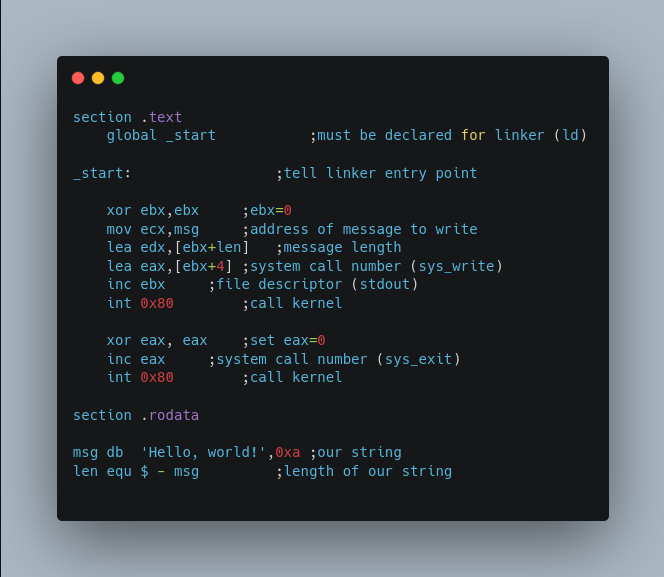 section .text
    global _start           ;must be declared for linker (ld)

_start:                 ;tell linker entry point

    xor ebx,ebx     ;ebx=0
    mov ecx,msg     ;address of message to write
    lea edx,[ebx+len]   ;message length
    lea eax,[ebx+4] ;system call number (sys_write)
    inc ebx     ;file descriptor (stdout)
    int 0x80        ;call kernel

    xor eax, eax    ;set eax=0
    inc eax     ;system call number (sys_exit)
    int 0x80        ;call kernel

section .rodata

msg db  'Hello, world!',0xa ;our string
len equ $ - msg         ;length of our string